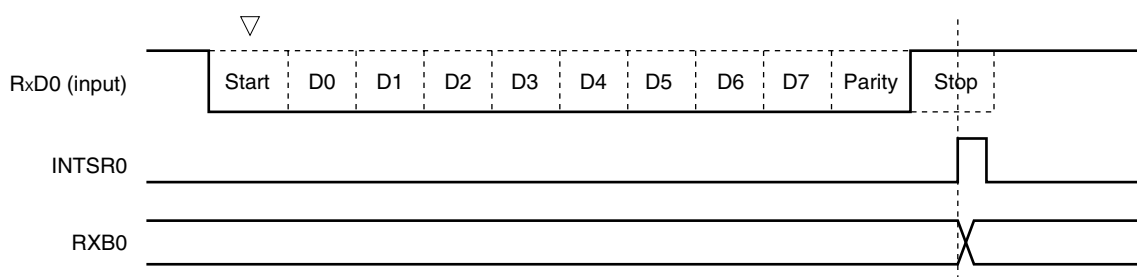 RxD0 (input) Start D0 D1 D2 D3 D4 D5 D6 D7 Parity Stop
INTSR0
RXB0